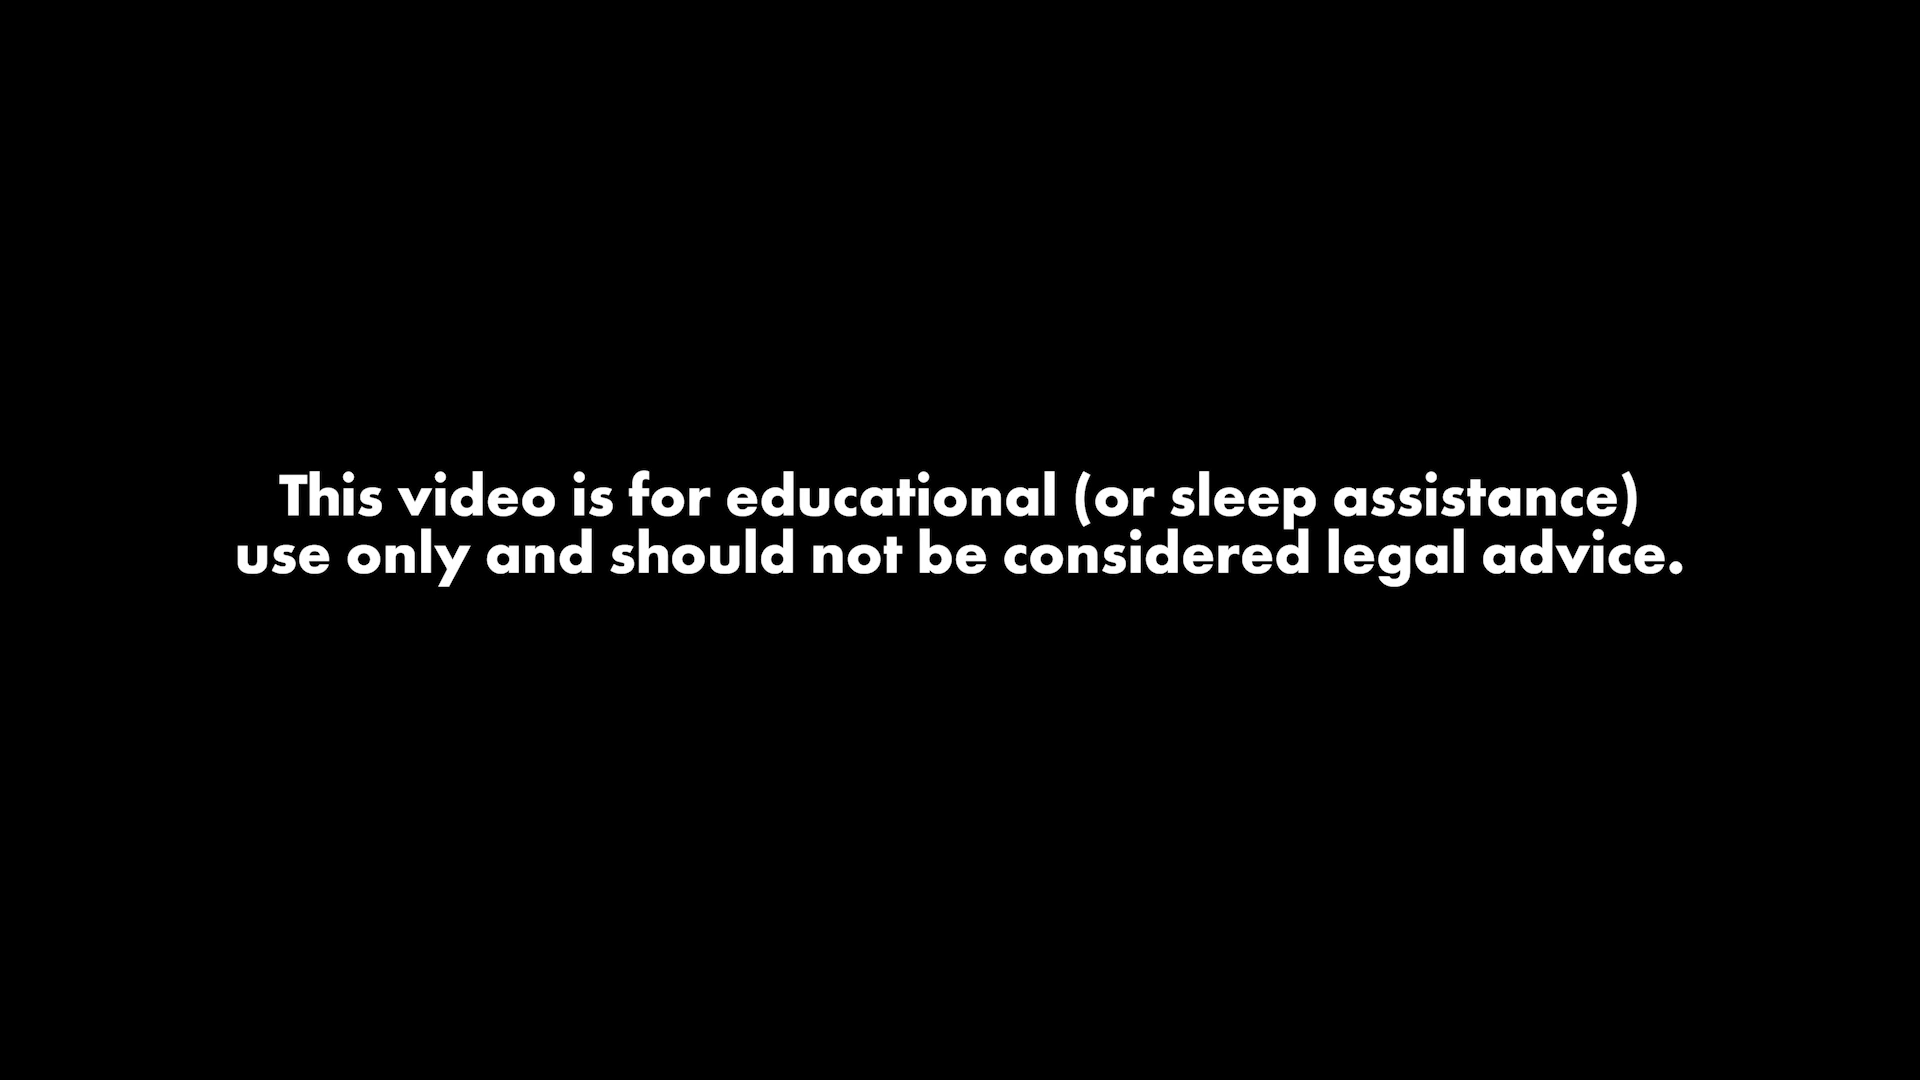 This video is for educational (or sleep assistance)
use only and should not be considered legal advice.